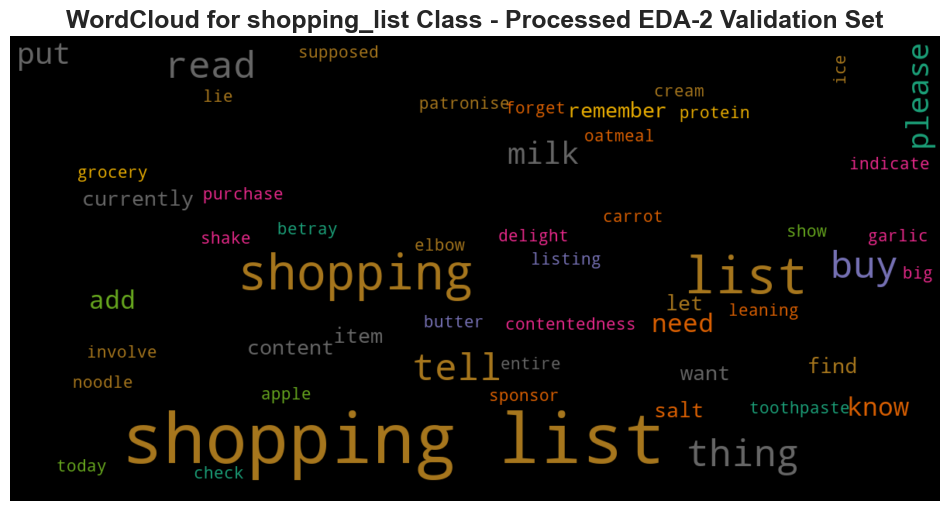 WordCloud for shopping_list Class - Processed EDA-2 Validation Set
put
read
supposed
ice
please
lie
patronise
forget
cream
remember
protein
oatmeal
milk
indicate
grocery
currently
purchase
carrot
shake
betray
elbow
delight
show
garlic
listing
shopping
list
buy
big
add
let
leaning
butter
contentedness
need
item
content
involve
tell
entire
want
find
noodle
apple
sponsor
salt
toothpaste
know
shopping list
thing
today
check